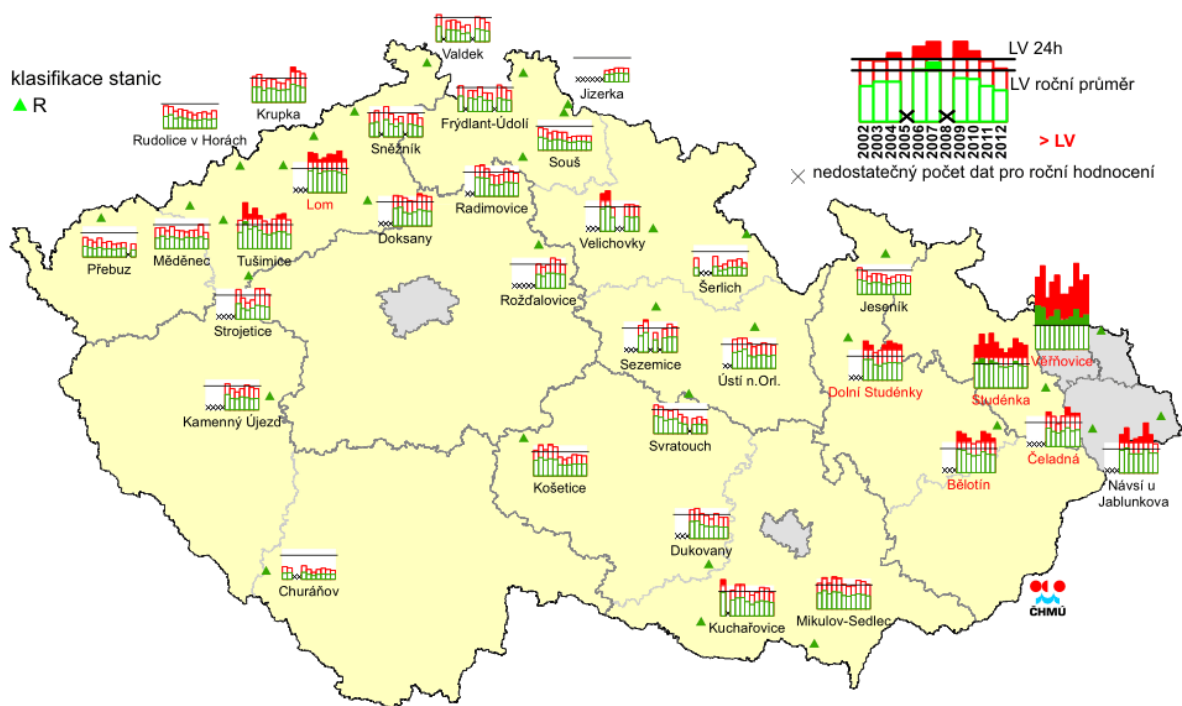 klasifikace stanic
R
LV 24h
LV roční průměr
2002
2003
2004
2005
2006
2007
2008
2009
2010
2011
2012
> LV
nedostatečný počet dat pro roční hodnocení
Valdek
Jizerka
Krupka
Rudolice v Horách
Sněžník
Frýdlant-Údolí
Souš
Lom
Radimovice
Doksany
Velichovky
Přebuz
Měděnec
Tušimice
Šerlich
Rožďalovice
Jeseník
Strojetice
Sezemice
Ústí n.Orl.
Dolní Studénky
Studénka
Věřňovice
Kamenný Újezd
Svratouch
Košetice
Bělotín
Čeladná
Návsí u
Jablunkova
Dukovany
Churáňov
Kuchařovice
Mikulov-Sedlec
ČHMÚ